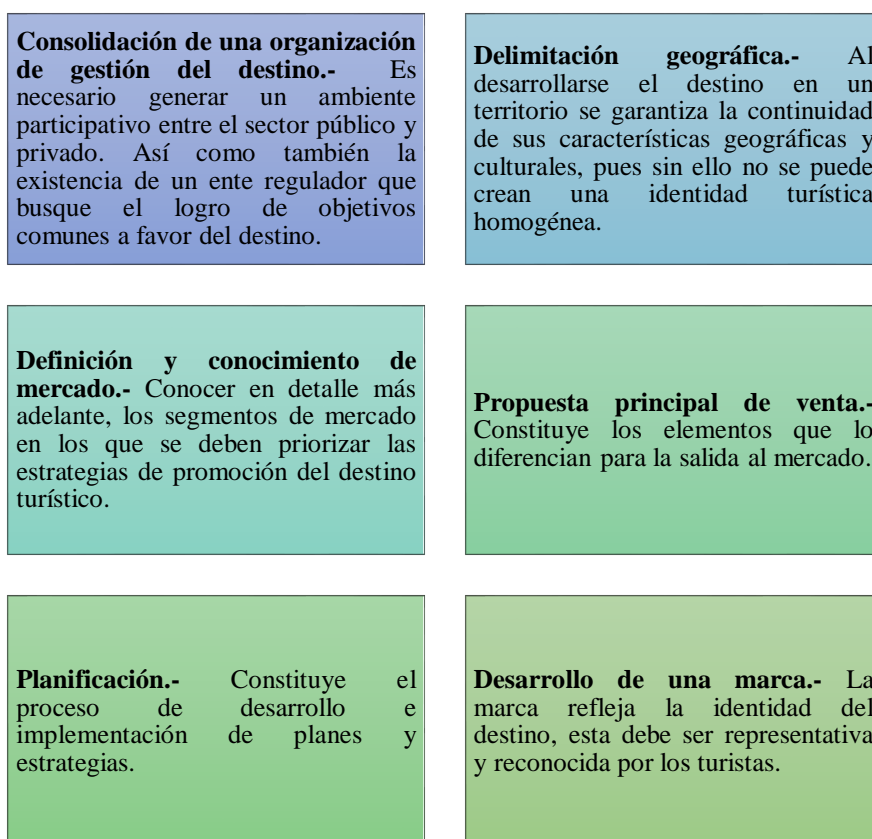 Consolidación de una organización
de gestión del destino.- Es
necesario generar un ambiente
participativo entre el sector público y
privado. Así como también la
existencia de un ente regulador que
busque el logro de objetivos
comunes a favor del destino.
Delimitación geográfica.- Al
desarrollarse el destino en un
territorio se garantiza la continuidad
de sus características geográficas y
culturales, pues sin ello no se puede
crean una identidad turística
homogénea.
Definición y conocimiento de
mercado.- Conocer en detalle más
adelante, los segmentos de mercado
en los que se deben priorizar las
estrategias de promoción del destino
turístico.
Propuesta principal de venta.-
Constituye los elementos que lo
diferencian para la salida al mercado.
Planificación.- Constituye el
proceso de desarrollo e
implementación de planes y
estrategias.
Desarrollo de una marca.- La
marca refleja la identidad del
destino, esta debe ser representativa
y reconocida por los turistas.